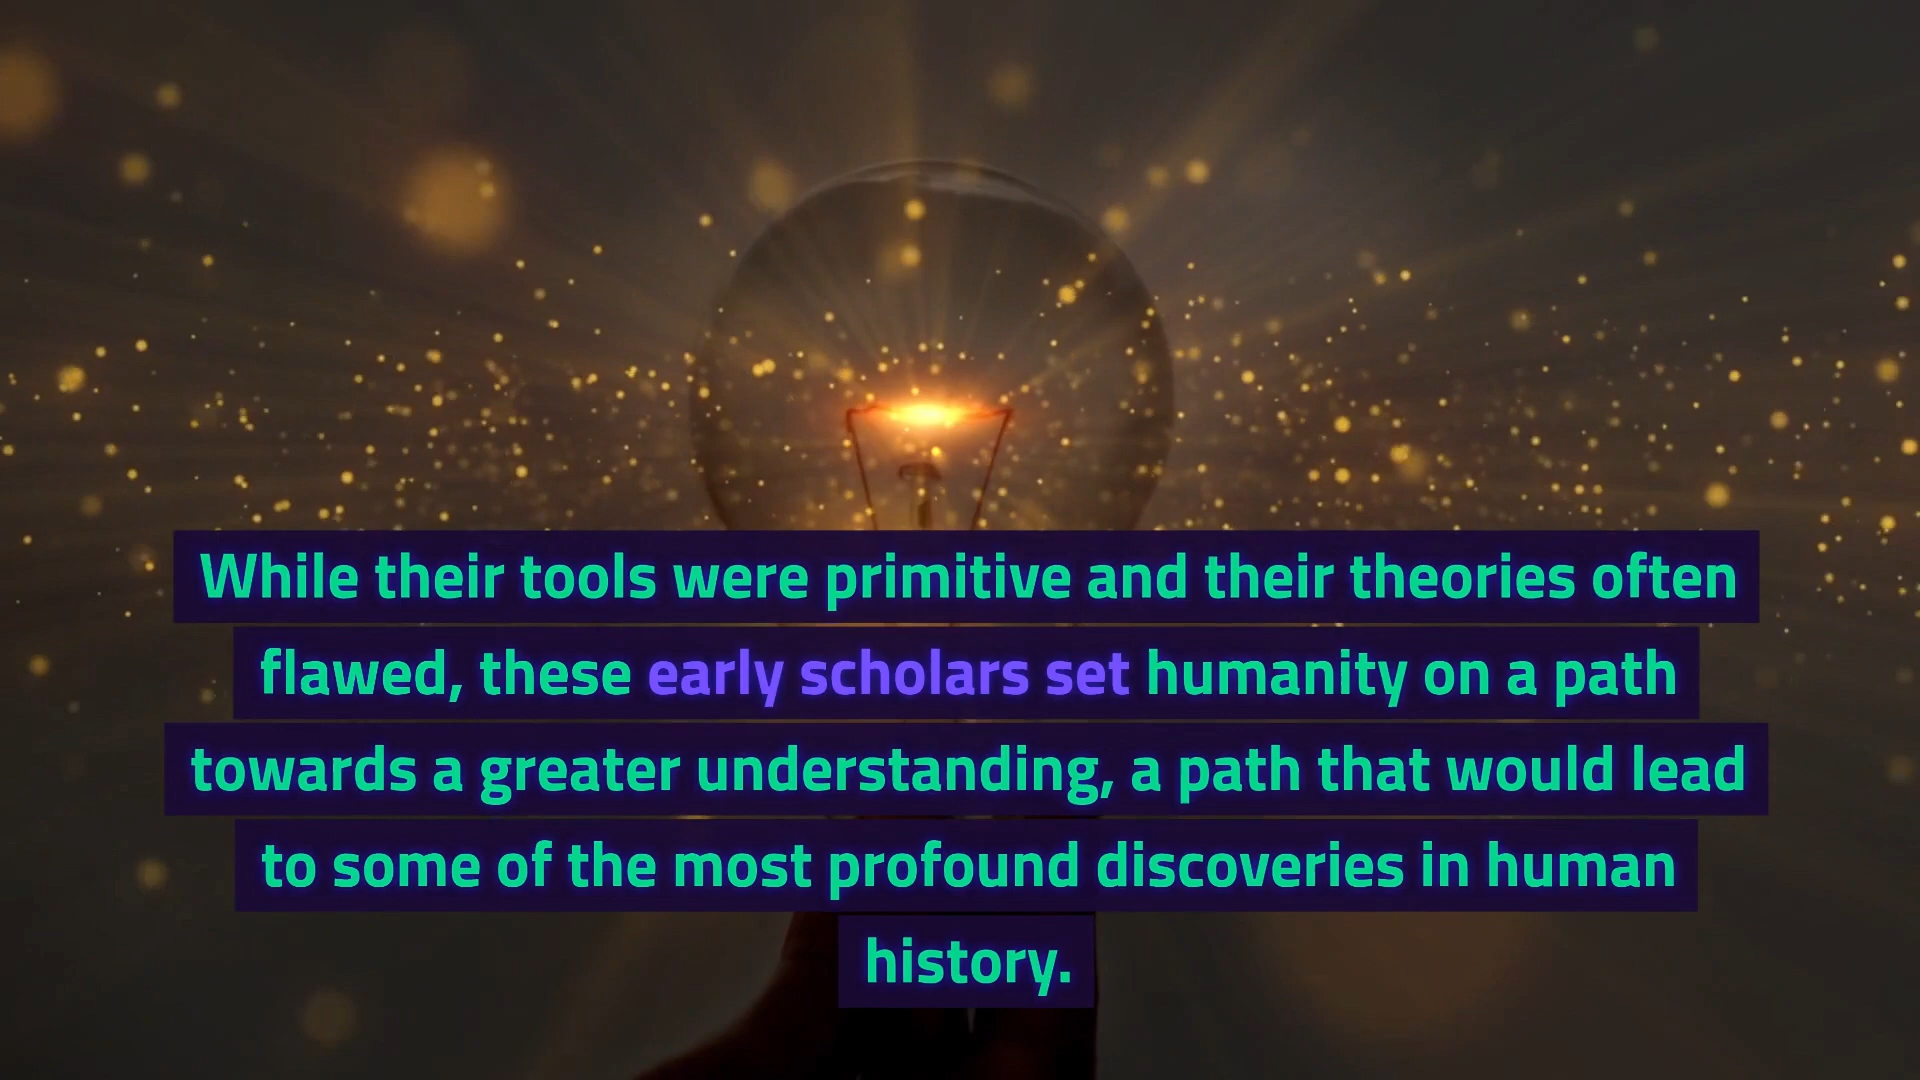 While their tools were primitive and their theories often
flawed, these early scholars set humanity on a path
towards a greater understanding, a path that would lead
to some of the most profound discoveries in human
history.